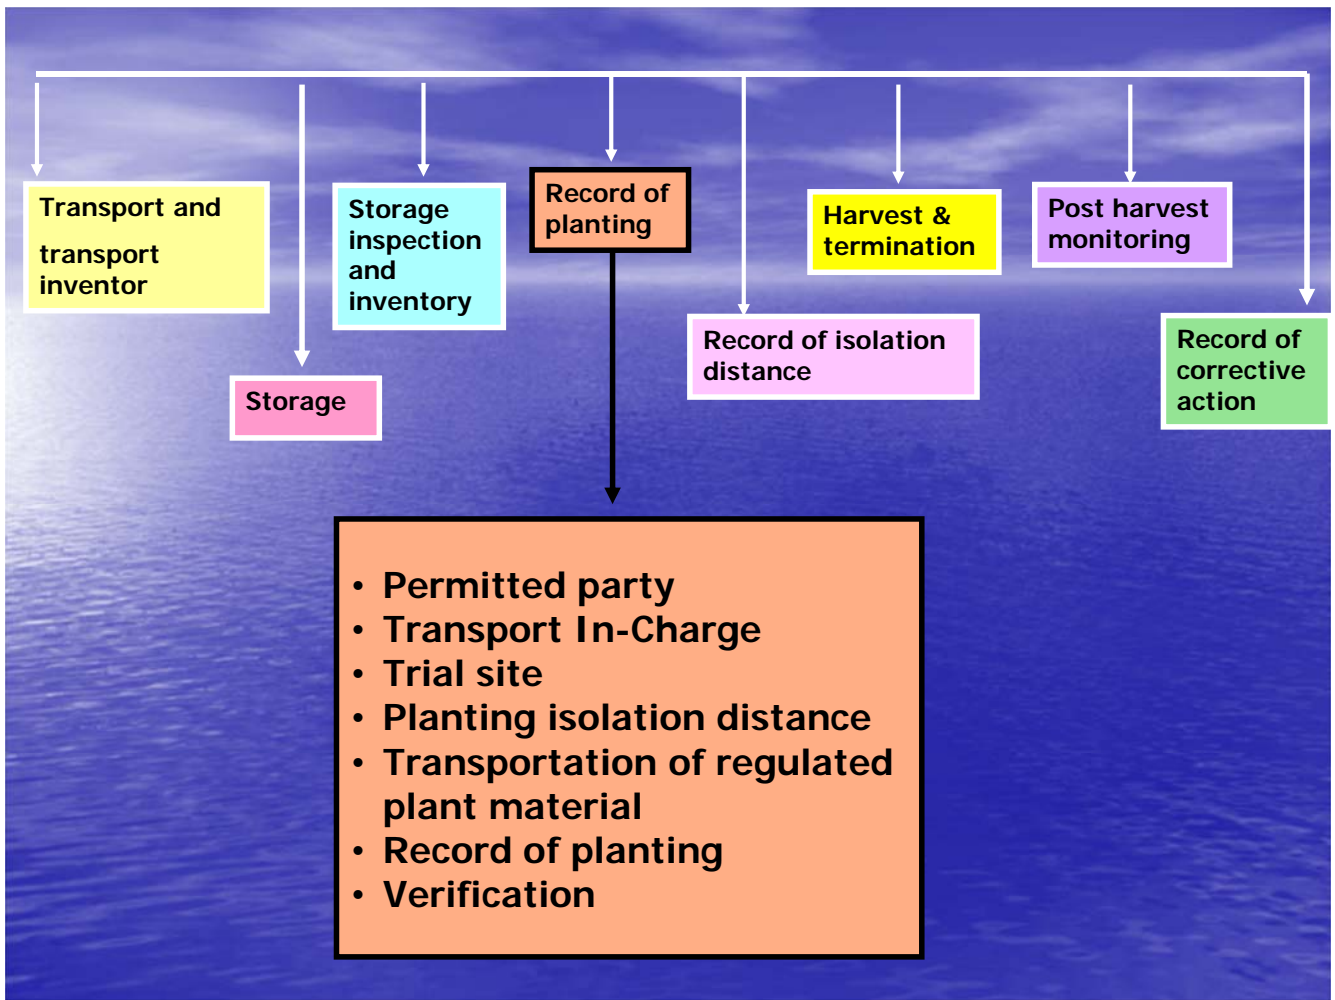 Transport and
transport
inventor
Storage
Storage
inspection
and
inventory
Record of
planting
Record of isolation
distance
Harvest &
termination
Post harvest
monitoring
Record of
corrective
action
• Permitted party
• Transport In-Charge
• Trial site
• Planting isolation distance
• Transportation of regulated
plant material
• Record of planting
• Verification